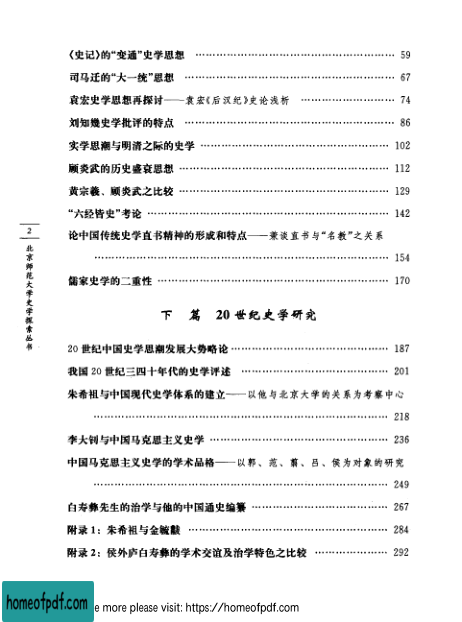 《史记》的“变通”史学思想 …… 59
司马迁的“大一统”思想 …… 67
袁宏史学思想再探讨——袁宏《后汉纪》史论浅析 …… 74
刘知幾史学批评的特点 …… 86
实学思潮与明清之际的史学 …… 102
顾炎武的历史盛衰思想 …… 112
黄宗羲、顾炎武之比较 …… 129
“六经皆史”考论 …… 142
论中国传统史学直书精神的形成和特点——兼谈直书与“名教”之关系
…… 154
儒家史学的二重性 …… 170
下 篇 20世纪史学研究
20世纪中国史学思潮发展大势略论 …… 187
我国20世纪三四十年代的史学评述 …… 201
朱希祖与中国现代史学体系的建立——以他与北京大学的关系为考察中心
…… 218
李大钊与中国马克思主义史学 …… 236
中国马克思主义史学的学术品格——以郭、范、翦、吕、侯为对象的研究
…… 249
白寿彝先生的治学与他的中国通史编纂 …… 267
附录1：朱希祖与金毓黻 …… 284
附录2：侯外庐白寿彝的学术交谊及治学特色之比较 …… 292
2
北京师范大学史学探索丛书
homeofpdf.com
e more please visit: https://homeofpdf.com